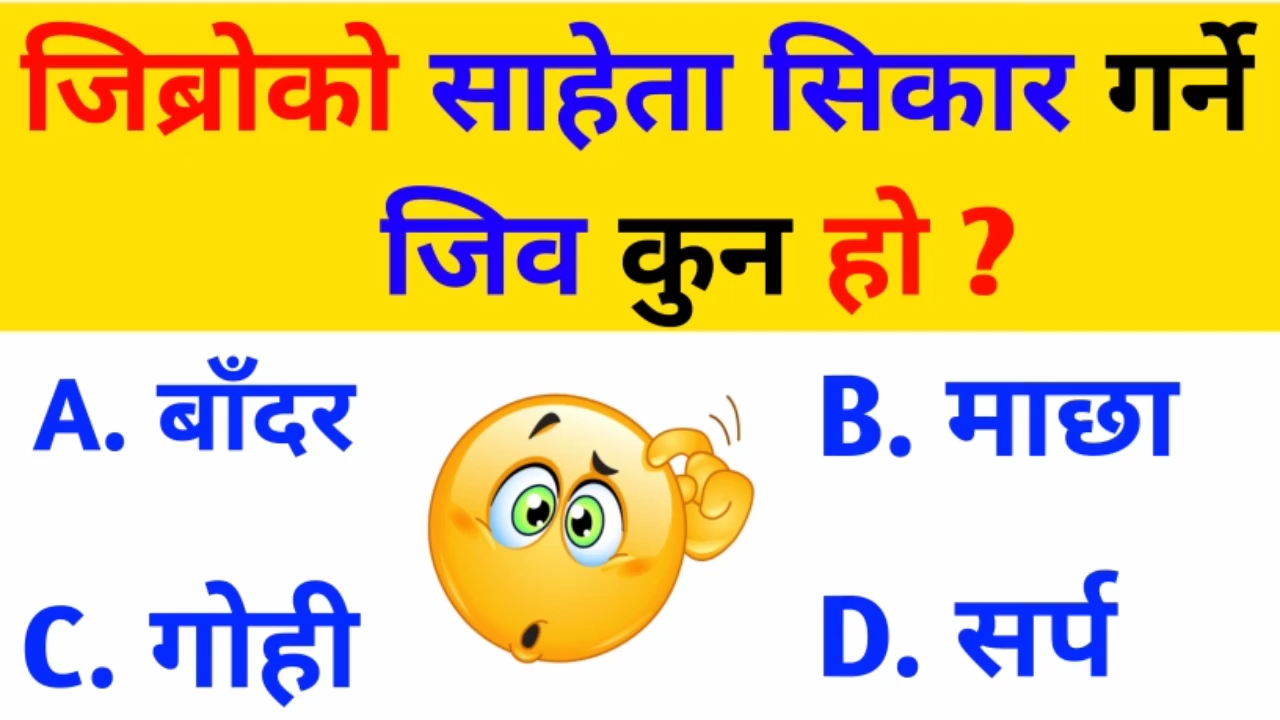 जिब्रोको साहेता सिकार गर्ने
जिव कुन हो ?
A. बाँदर
B. माछा
C. गोही
D. सर्प